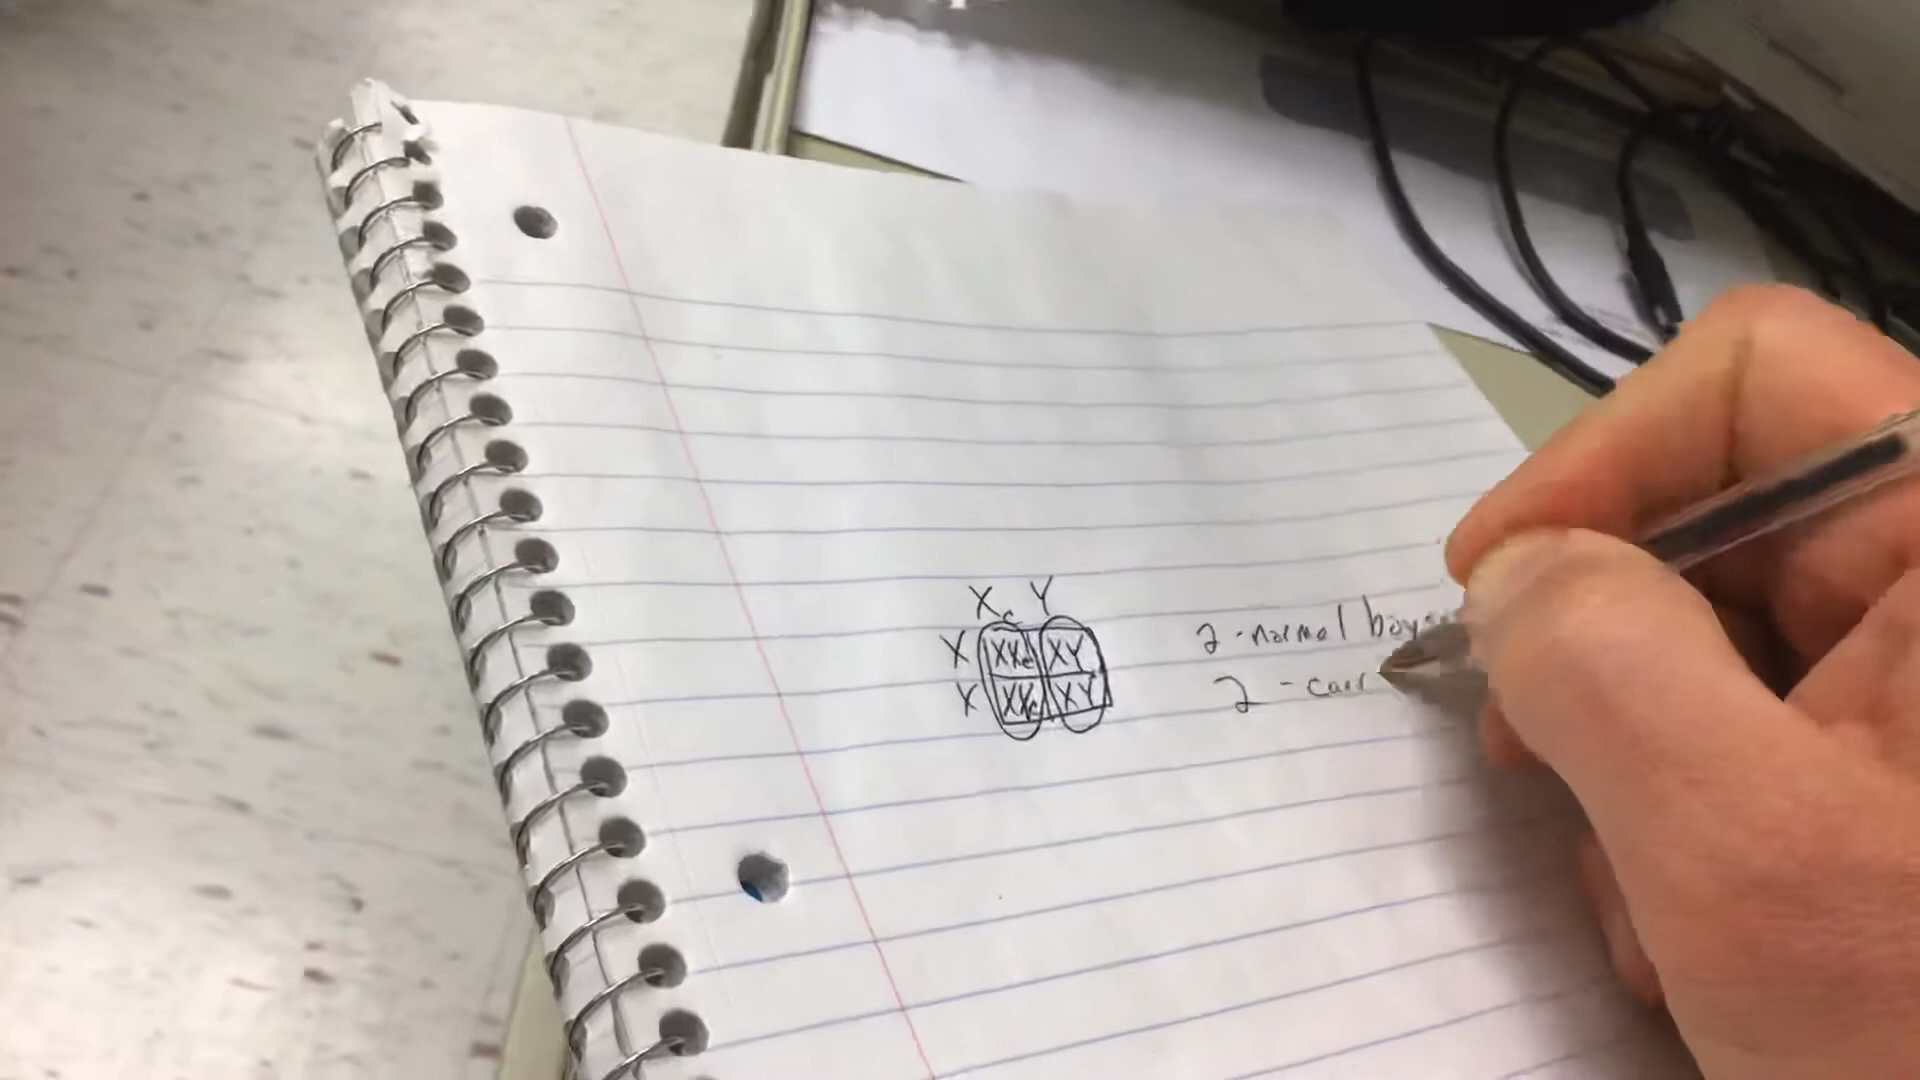 Xc Y
X XXc XY
X XXc XY
2 - normal boys
2 - carr